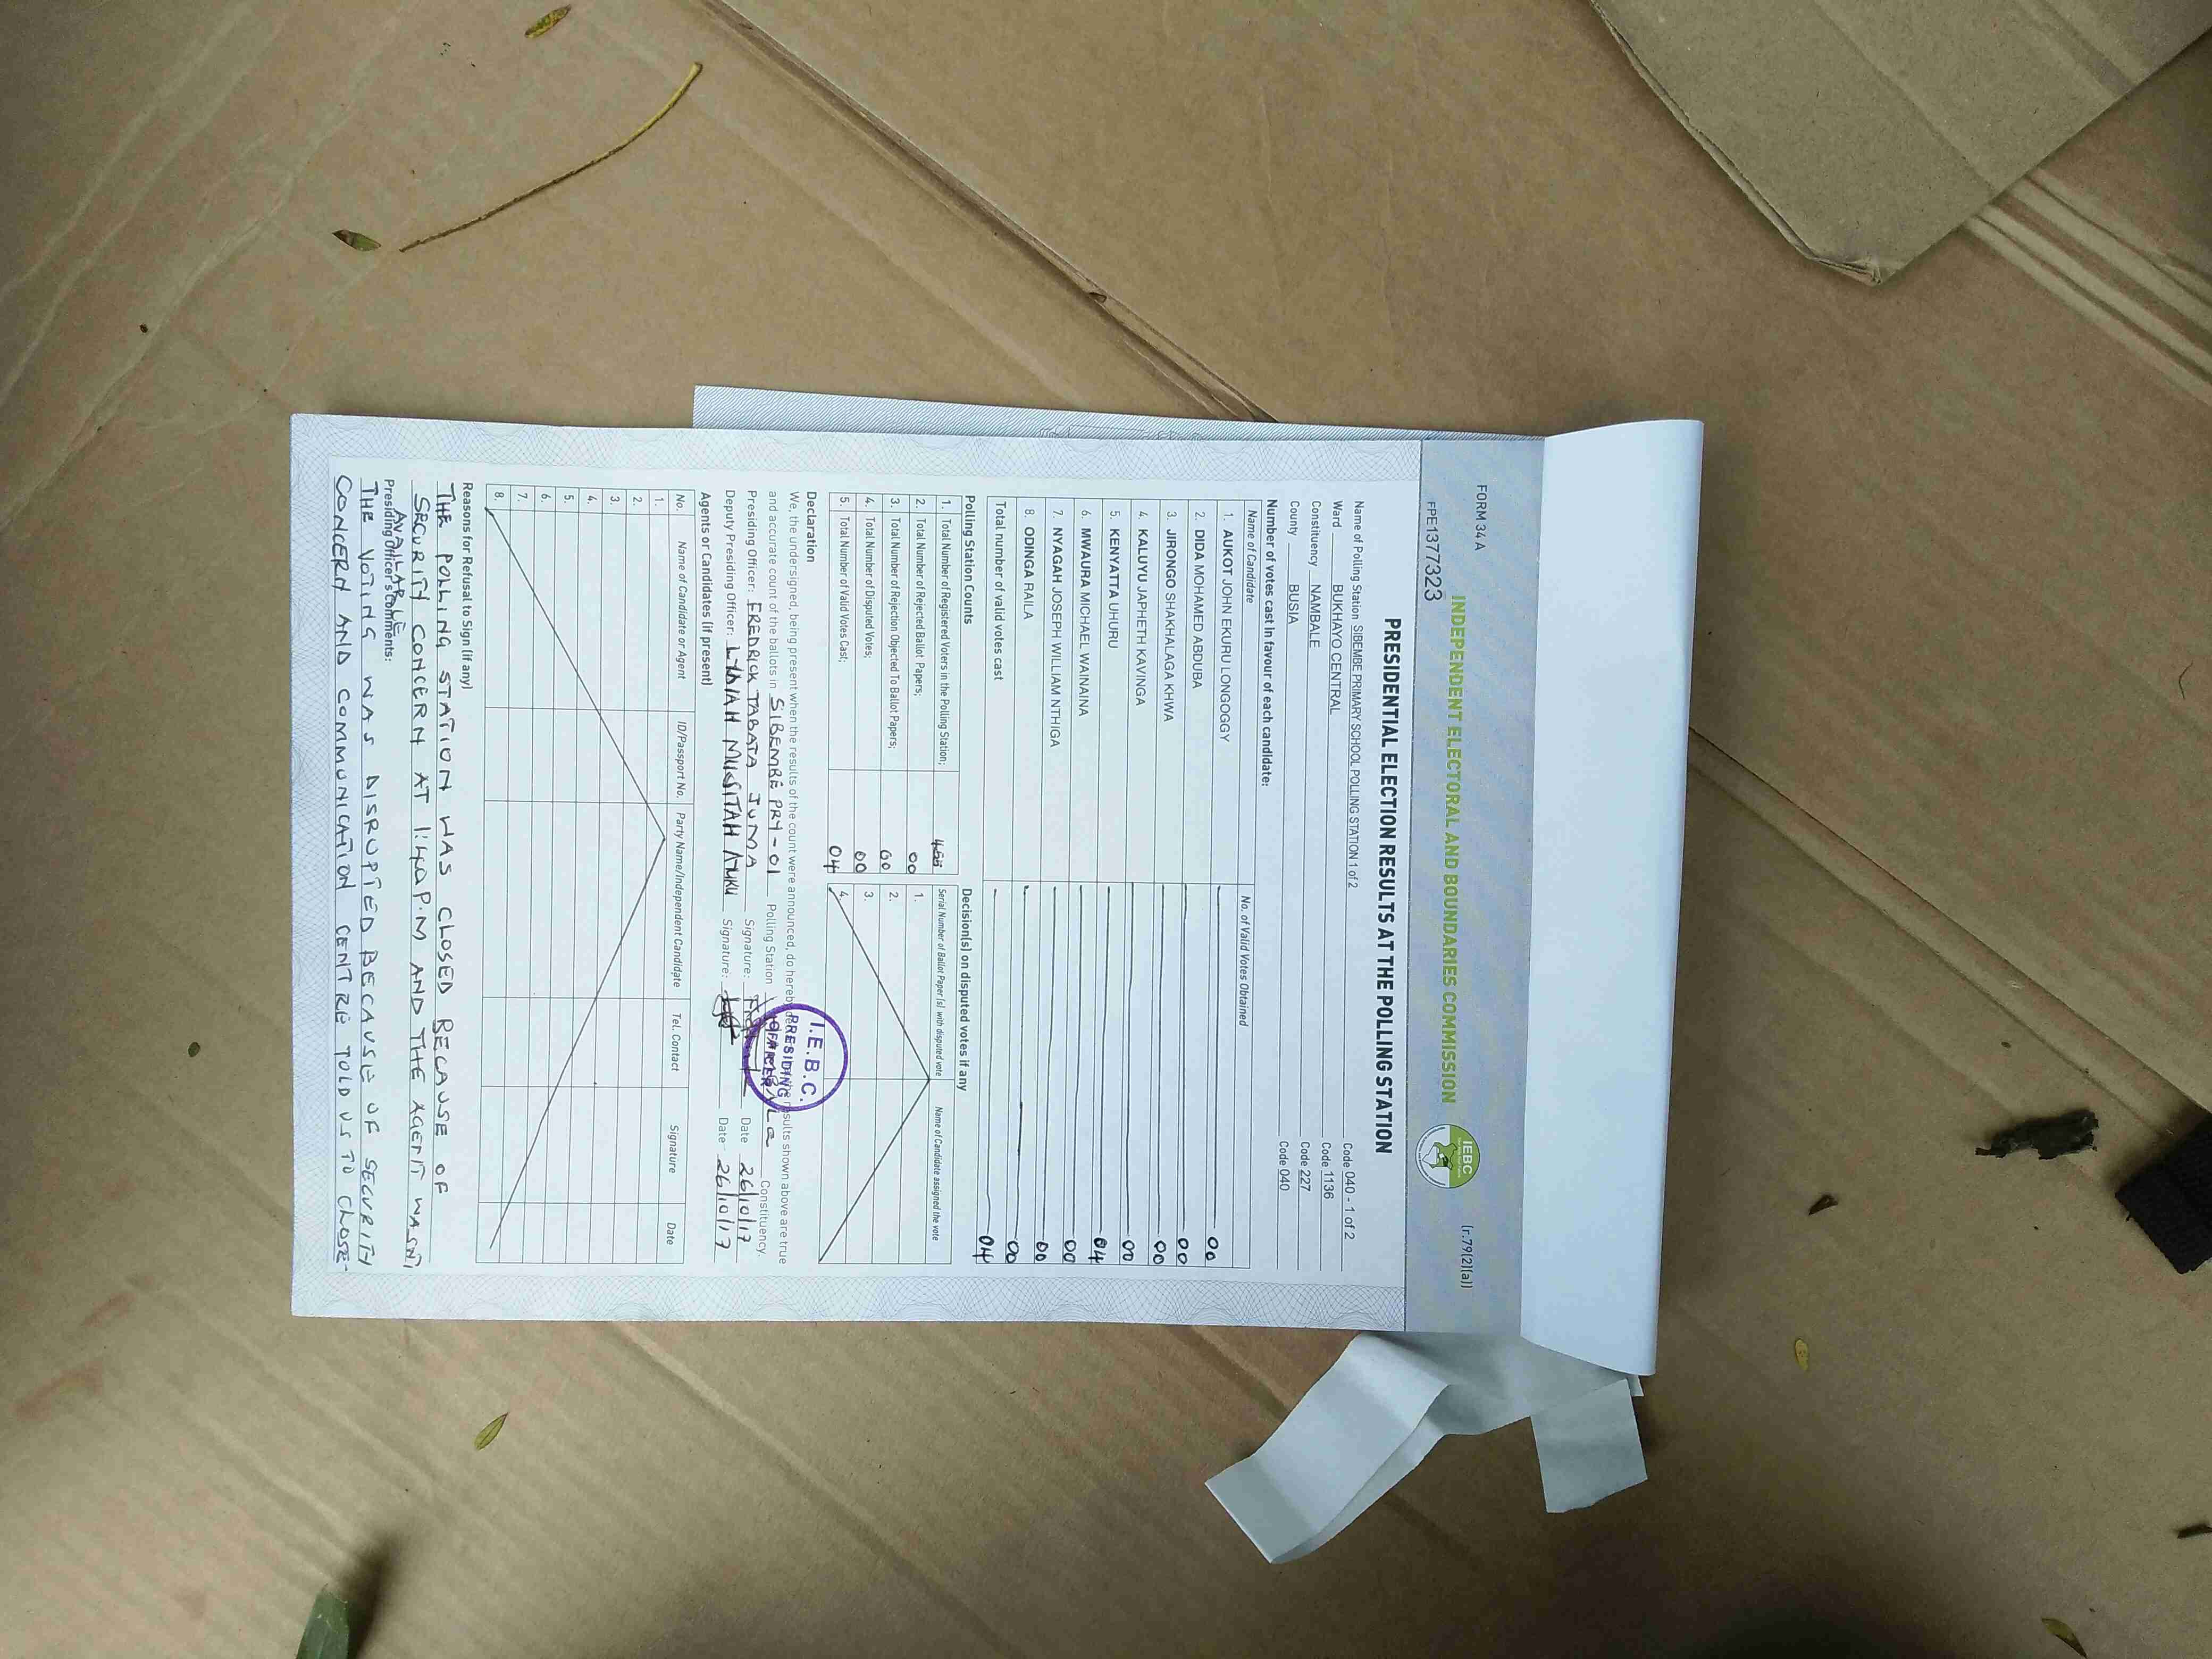 FORM 34 A
(r.79(2)(a))
FPE1377323
INDEPENDENT ELECTORAL AND BOUNDARIES COMMISSION
IEBC
PRESIDENTIAL ELECTION RESULTS AT THE POLLING STATION
Name of Polling Station SIBEMBE PRIMARY SCHOOL POLLING STATION 1 of 2 Code 040 - 1 of 2
Ward BUKHAYO CENTRAL Code 1136
Constituency NAMBALE Code 227
County BUSIA Code 040
Number of votes cast in favour of each candidate:
Name of Candidate No. of Valid Votes Obtained
1. AUKOT JOHN EKURU LONGOGGY 00
2. DIDA MOHAMED ABDUBA 00
3. JIRONGO SHAKHALAGA KHWA 00
4. KALUYU JAPHETH KAVINGA 00
5. KENYATTA UHURU 04
6. MWAURA MICHAEL WAINAINA 00
7. NYAGAH JOSEPH WILLIAM NTHIGA 00
8. ODINGA RAILA 00
Total number of valid votes cast 04
Polling Station Counts
1. Total Number of Registered Voters in the Polling Station;
2. Total Number of Rejected Ballot Papers; 00
3. Total Number of Rejection Objected To Ballot Papers; 00
4. Total Number of Disputed Votes; 00
5. Total Number of Valid Votes Cast; 04
Decision(s) on disputed votes if any
Serial Number of Ballot Paper (s) with disputed vote Name of Candidate assigned the vote
1.
2.
3.
4.
Declaration
We, the undersigned, being present when the results of the count were announced, do hereby results shown above are true
and accurate count of the ballots in SIBEMBE PRY - 01 Polling Station Constituency.
Presiding Officer: FREDRICK TABATA JUMA Signature: Date 26/10/17
Deputy Presiding Officer: LYDIAH Signature: Date 26/10/17
I.E.B.C.
PRESIDING
OFFICER
Agents or Candidates (if present)
No. Name of Candidate or Agent ID/Passport No. Party Name/Independent Candidate Tel. Contact Signature Date
1.
2.
3.
4.
5.
6.
7.
8.
Reasons for Refusal to Sign (if any)
THE POLLING STATION WAS CLOSED BECAUSE OF
SECURITY CONCERN AT P.M AND THE AGENT WASNT
AVAILABLE
Presiding Officer's comments:
THE VOTING WAS DISRUPTED BECAUSE OF SECURITY
CONCERN AND COMMUNICATION CENTRE TOLD US TO CLOSE-